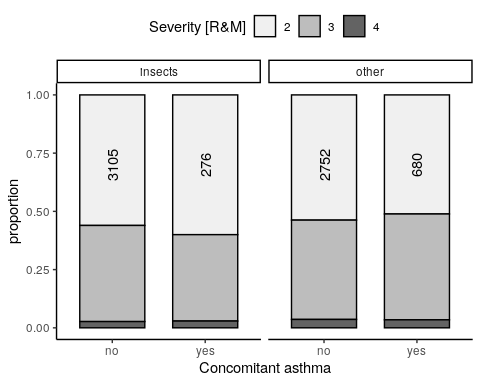 Severity [R&M] 2 3 4
insects other
1.00
0.75
0.50
0.25
0.00
proportion
3105 276 2752 680
no yes no yes
Concomitant asthma